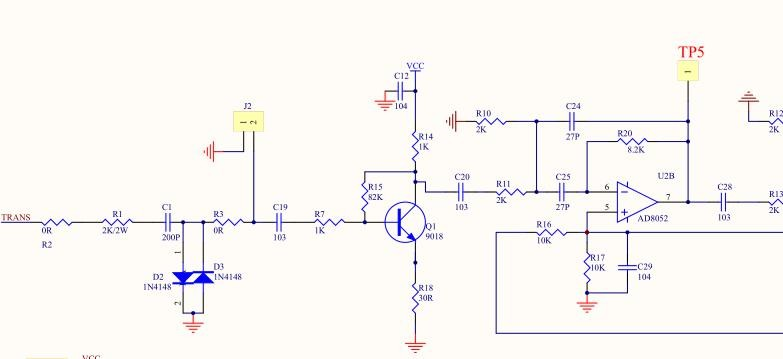 TP5
1
VCC
C12
104
J2
1 2
R10
2K
C24
27P
R12
2K
R14
1K
R20
8.2K
R15
82K
C20
103
R11
2K
C25
27P
U2B
6
7
5
AD8052
C28
103
R13
2K
TRANS
0R
R2
R1
2K/2W
C1
200P
R3
0R
C19
103
R7
1K
Q1
9018
R16
10K
R17
10K
C29
104
1
D2
1N4148
2
D3
1N4148
R18
30R
VCC